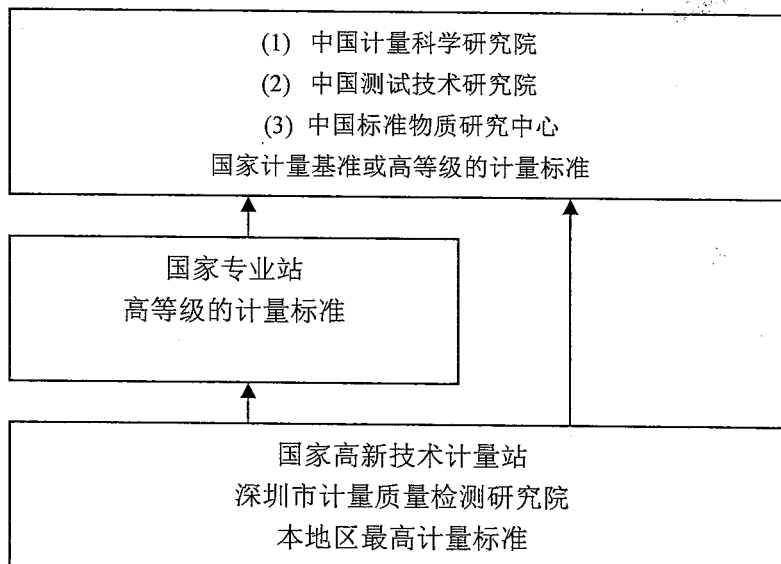 (1) 中国计量科学研究院
(2) 中国测试技术研究院
(3) 中国标准物质研究中心
国家计量基准或高等级的计量标准
国家专业站
高等级的计量标准
国家高新技术计量站
深圳市计量质量检测研究院
本地区最高计量标准